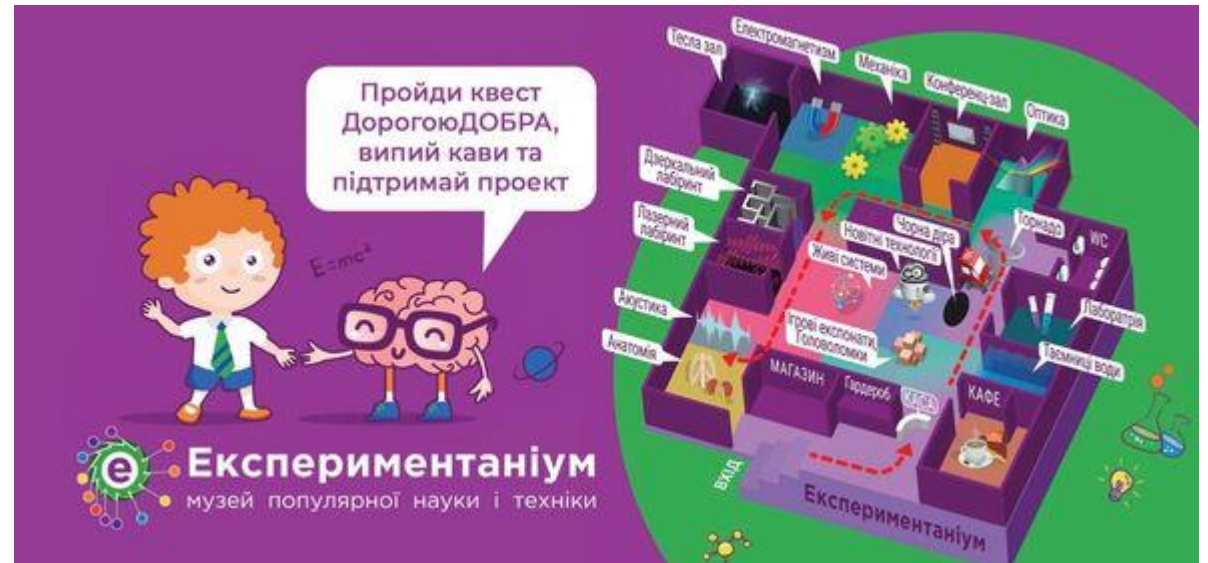 Пройди квест
ДорогоюДОБРА,
випий кави та
підтримай проект
E=mc²
е
Експериментаніум
музей популярної науки і техніки
Тесла зал
Електромагнетизм
Механіка
Конференц-зал
Оптика
Дзеркальний
лабіринт
Лазерний
лабіринт
Чорна діра
Новітні технології
Живі системи
Торнадо
WC
Акустика
Анатомія
Ігрові експонати,
Головоломки
Лаборатрія
Таємниці води
МАГАЗИН
Гардероб
КАСА
КАФЕ
ВХІД
Експериментаніум